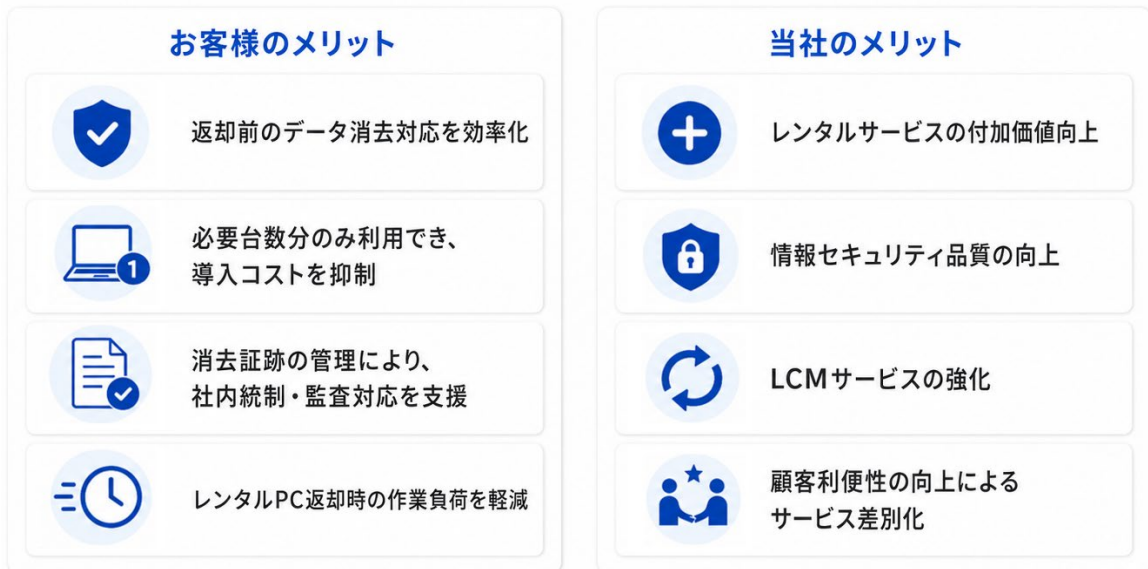 お客様のメリット
返却前のデータ消去対応を効率化
1
必要台数分のみ利用でき、
導入コストを抑制
消去証跡の管理により、
社内統制・監査対応を支援
レンタルPC返却時の作業負荷を軽減
当社のメリット
レンタルサービスの付加価値向上
情報セキュリティ品質の向上
LCMサービスの強化
顧客利便性の向上による
サービス差別化